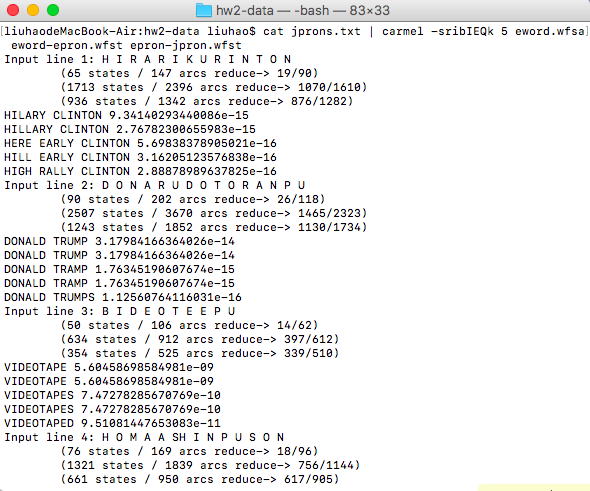 hw2-data — -bash — 83×33
[liuhaodeMacBook-Air:hw2-data liuhao$ cat jprons.txt | carmel -sribIEQk 5 eword.wfsa]
eword-epron.wfst epron-jpron.wfst
Input line 1: H I R A R I K U R I N T O N
(65 states / 147 arcs reduce-> 19/90)
(1713 states / 2396 arcs reduce-> 1070/1610)
(936 states / 1342 arcs reduce-> 876/1282)
HILARY CLINTON 9.34140293440086e-15
HILLARY CLINTON 2.76782300655983e-15
HERE EARLY CLINTON 5.69838378905021e-16
HILL EARLY CLINTON 3.16205123576838e-16
HIGH RALLY CLINTON 2.88878989637825e-16
Input line 2: D O N A R U D O T O R A N P U
(90 states / 202 arcs reduce-> 26/118)
(2507 states / 3670 arcs reduce-> 1465/2323)
(1243 states / 1852 arcs reduce-> 1130/1734)
DONALD TRUMP 3.17984166364026e-14
DONALD TRUMP 3.17984166364026e-14
DONALD TRAMP 1.76345190607674e-15
DONALD TRAMP 1.76345190607674e-15
DONALD TRUMPS 1.12560764116031e-16
Input line 3: B I D E O T E E P U
(50 states / 106 arcs reduce-> 14/62)
(634 states / 912 arcs reduce-> 397/612)
(354 states / 525 arcs reduce-> 339/510)
VIDEOTAPE 5.60458698584981e-09
VIDEOTAPE 5.60458698584981e-09
VIDEOTAPES 7.47278285670769e-10
VIDEOTAPES 7.47278285670769e-10
VIDEOTAPED 9.51081447653083e-11
Input line 4: H O M A A SH I N P U S O N
(76 states / 169 arcs reduce-> 18/96)
(1321 states / 1839 arcs reduce-> 756/1144)
(661 states / 950 arcs reduce-> 617/905)